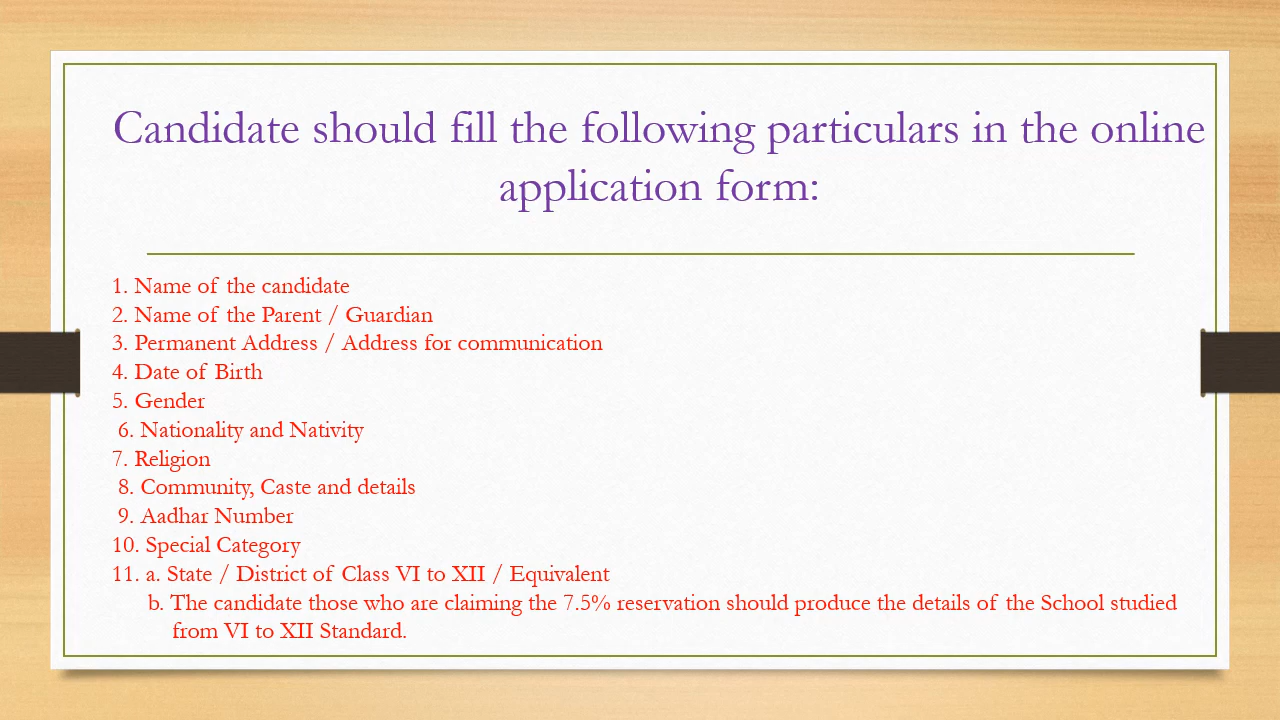 Candidate should fill the following particulars in the online
application form:
1. Name of the candidate
2. Name of the Parent / Guardian
3. Permanent Address / Address for communication
4. Date of Birth
5. Gender
6. Nationality and Nativity
7. Religion
8. Community, Caste and details
9. Aadhar Number
10. Special Category
11. a. State / District of Class VI to XII / Equivalent
b. The candidate those who are claiming the 7.5% reservation should produce the details of the School studied
from VI to XII Standard.